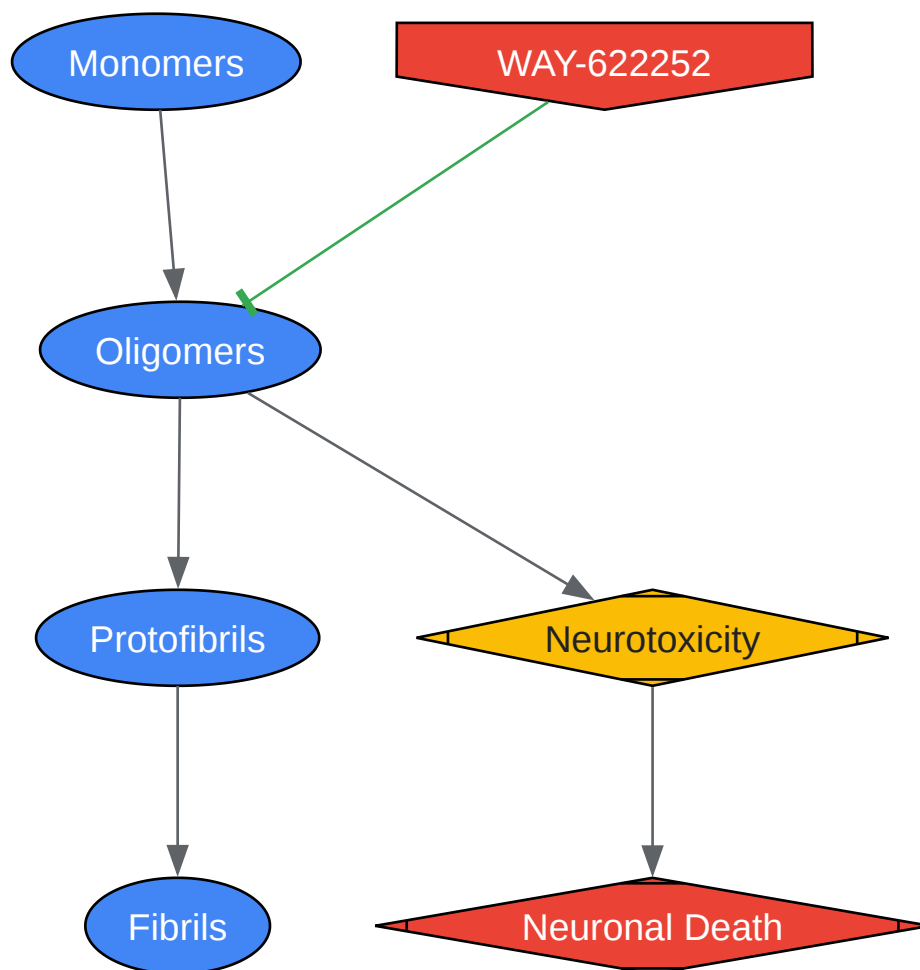 Monomers
WAY-622252
Oligomers
Protofibrils
Neurotoxicity
Fibrils
Neuronal Death